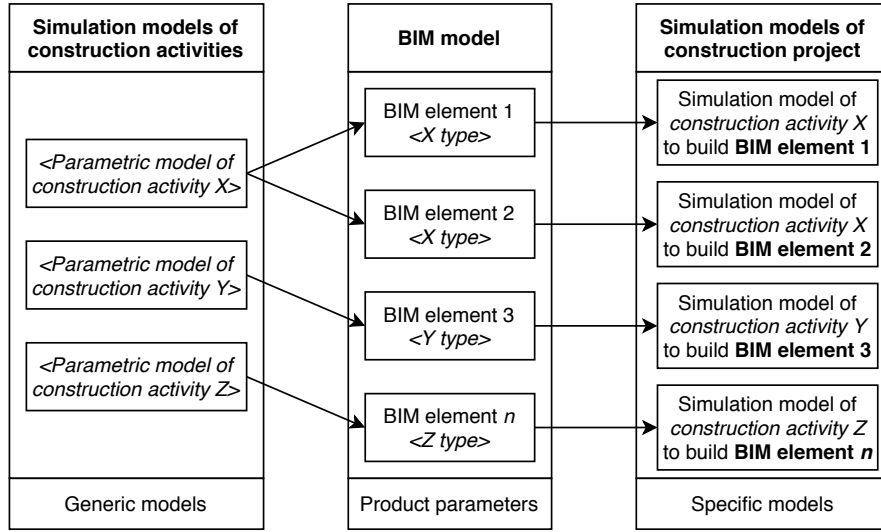 Simulation models of
construction activities
<Parametric model of
construction activity X>
<Parametric model of
construction activity Y>
<Parametric model of
construction activity Z>
Generic models
BIM model
BIM element 1
<X type>
BIM element 2
<X type>
BIM element 3
<Y type>
BIM element n
<Z type>
Product parameters
Simulation models of
construction project
Simulation model of
construction activity X
to build BIM element 1
Simulation model of
construction activity X
to build BIM element 2
Simulation model of
construction activity Y
to build BIM element 3
Simulation model of
construction activity Z
to build BIM element n
Specific models